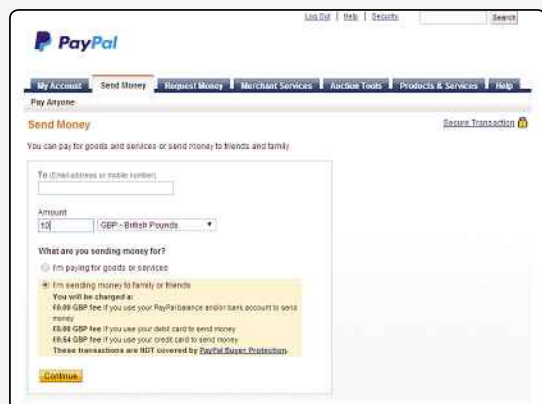 Log Out | Help | Security Search
PayPal
My Account Send Money Request Money Merchant Services Auction Tools Products & Services Help
Pay Anyone
Send Money
Secure Transaction
You can pay for goods and services or send money to friends and family.
To (Email address or mobile number)
Amount
10 GBP - British Pounds
What are you sending money for?
I'm paying for goods or services
I'm sending money to family or friends
You will be charged a:
£0.00 GBP fee if you use your PayPal balance and/or bank account to send
money
£0.00 GBP fee if you use your debit card to send money
£0.54 GBP fee if you use your credit card to send money
These transactions are NOT covered by PayPal Buyer Protection.
Continue